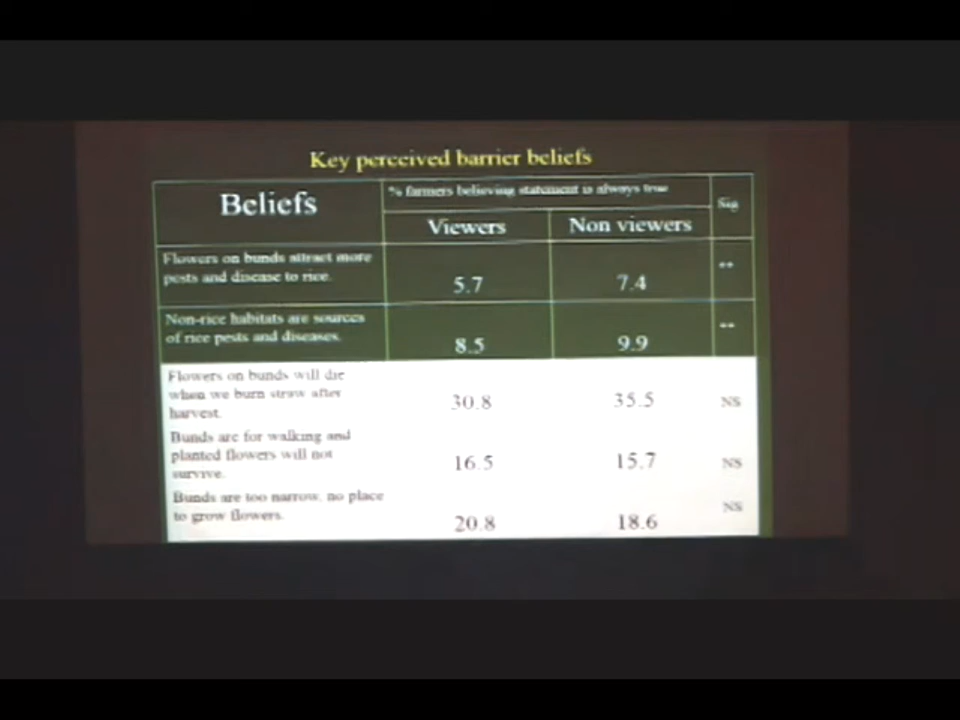 Key perceived barrier beliefs
Beliefs
% farmers believing statement is always true
Sig
Viewers
Non viewers
Flowers on bunds attract more
pests and disease to rice.
5.7
7.4
**
Non-rice habitats are sources
of rice pests and diseases.
8.5
9.9
**
Flowers on bunds will die
when we burn straw after
harvest.
30.8
35.5
NS
Bunds are for walking and
planted flowers will not
survive.
16.5
15.7
NS
Bunds are too narrow, no place
to grow flowers.
20.8
18.6
NS